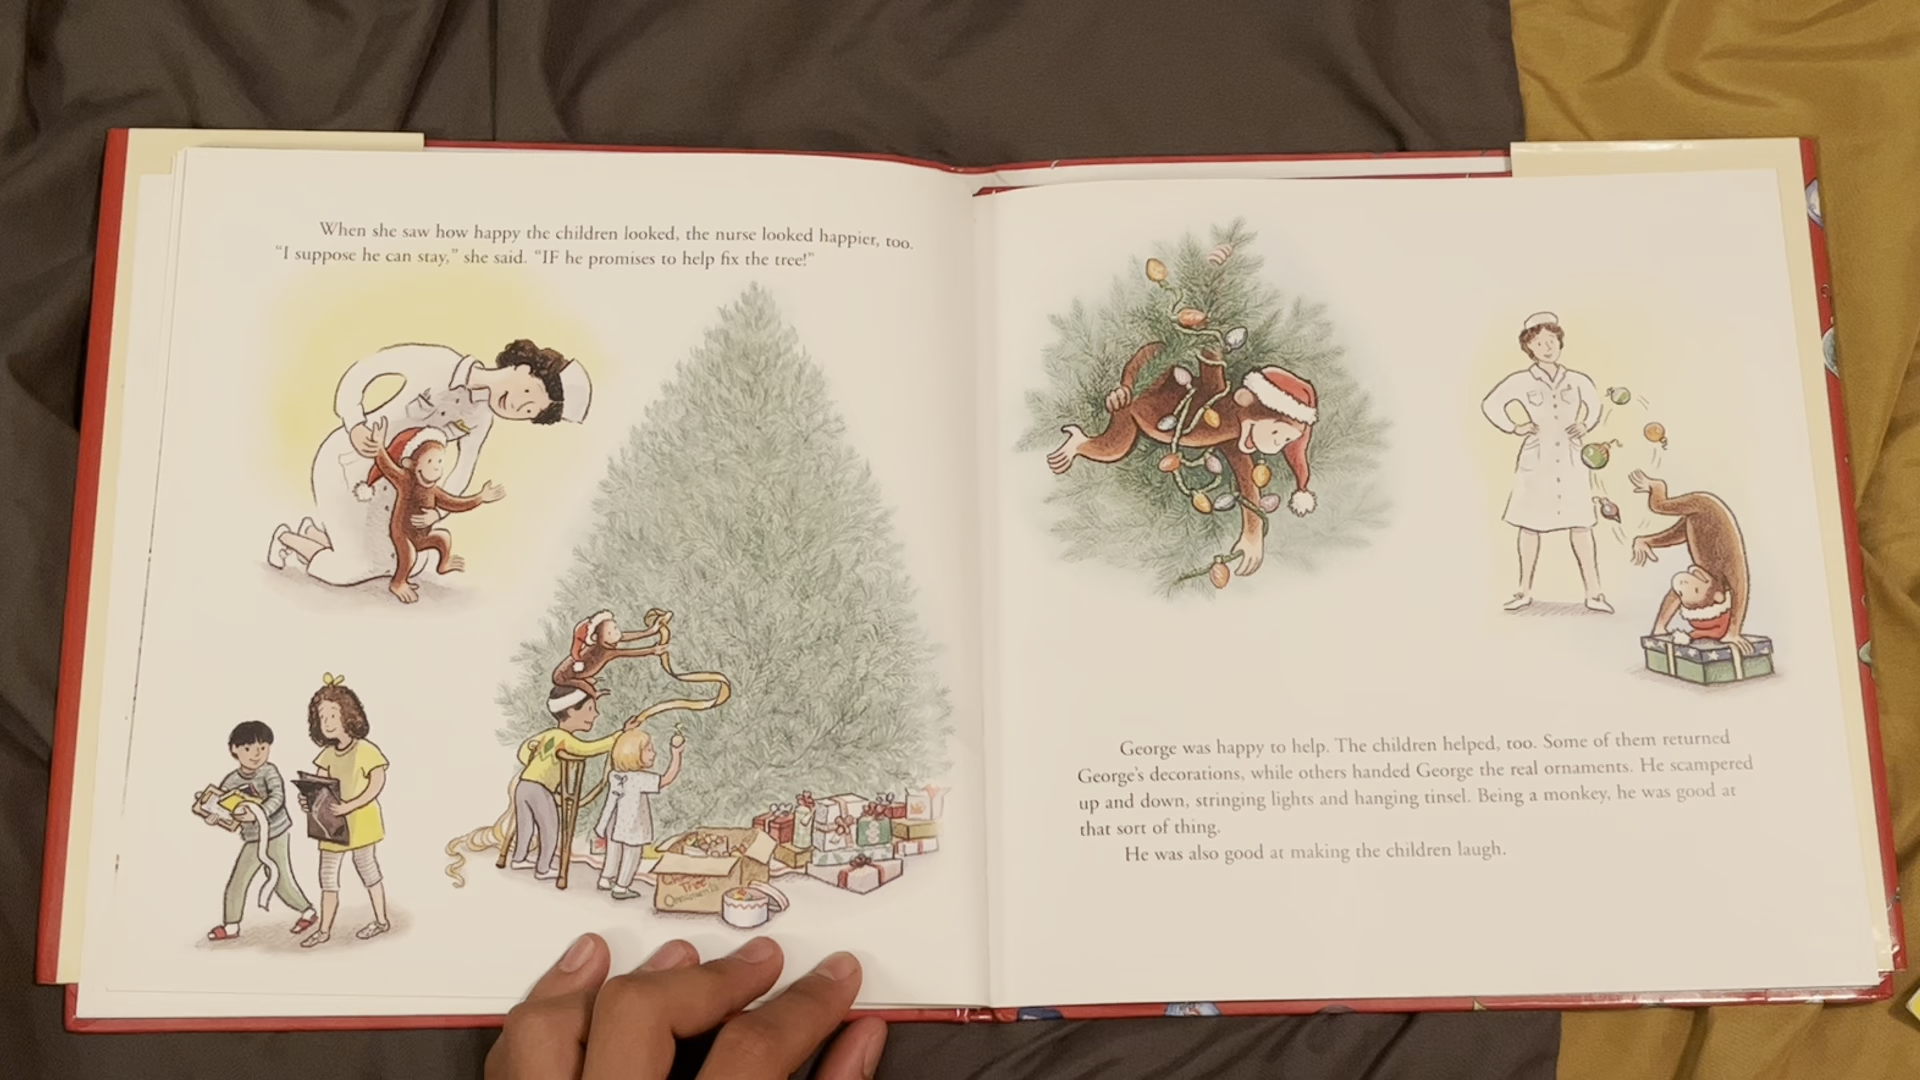 When she saw how happy the children looked, the nurse looked happier, too.
“I suppose he can stay,” she said. “IF he promises to help fix the tree!”
Tree
Ornaments
George was happy to help. The children helped, too. Some of them returned
George’s decorations, while others handed George the real ornaments. He scampered
up and down, stringing lights and hanging tinsel. Being a monkey, he was good at
that sort of thing.
He was also good at making the children laugh.